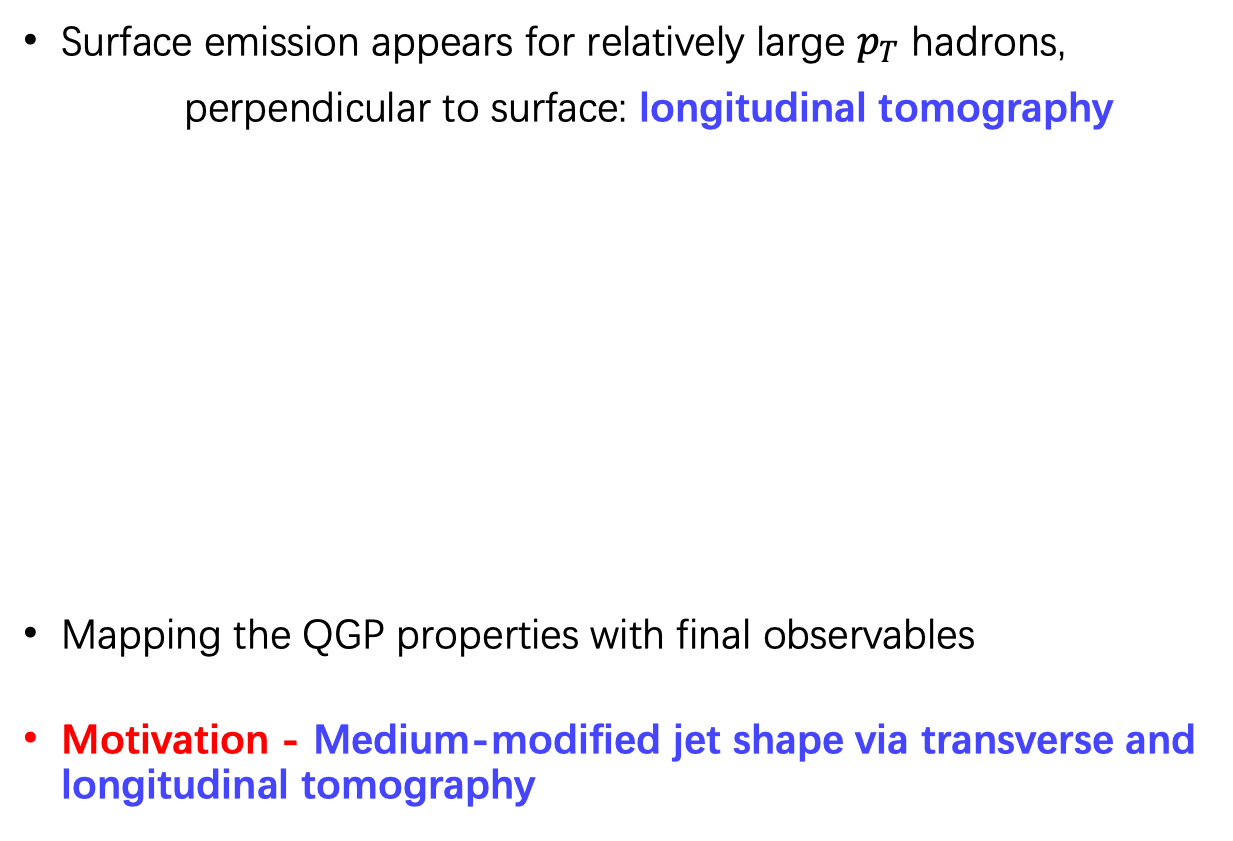 • Surface emission appears for relatively large $p_T$ hadrons,
perpendicular to surface: longitudinal tomography
• Mapping the QGP properties with final observables
• Motivation - Medium-modified jet shape via transverse and
longitudinal tomography